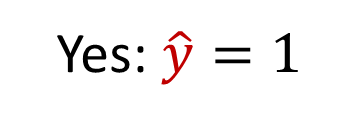 Yes: ŷ = 1